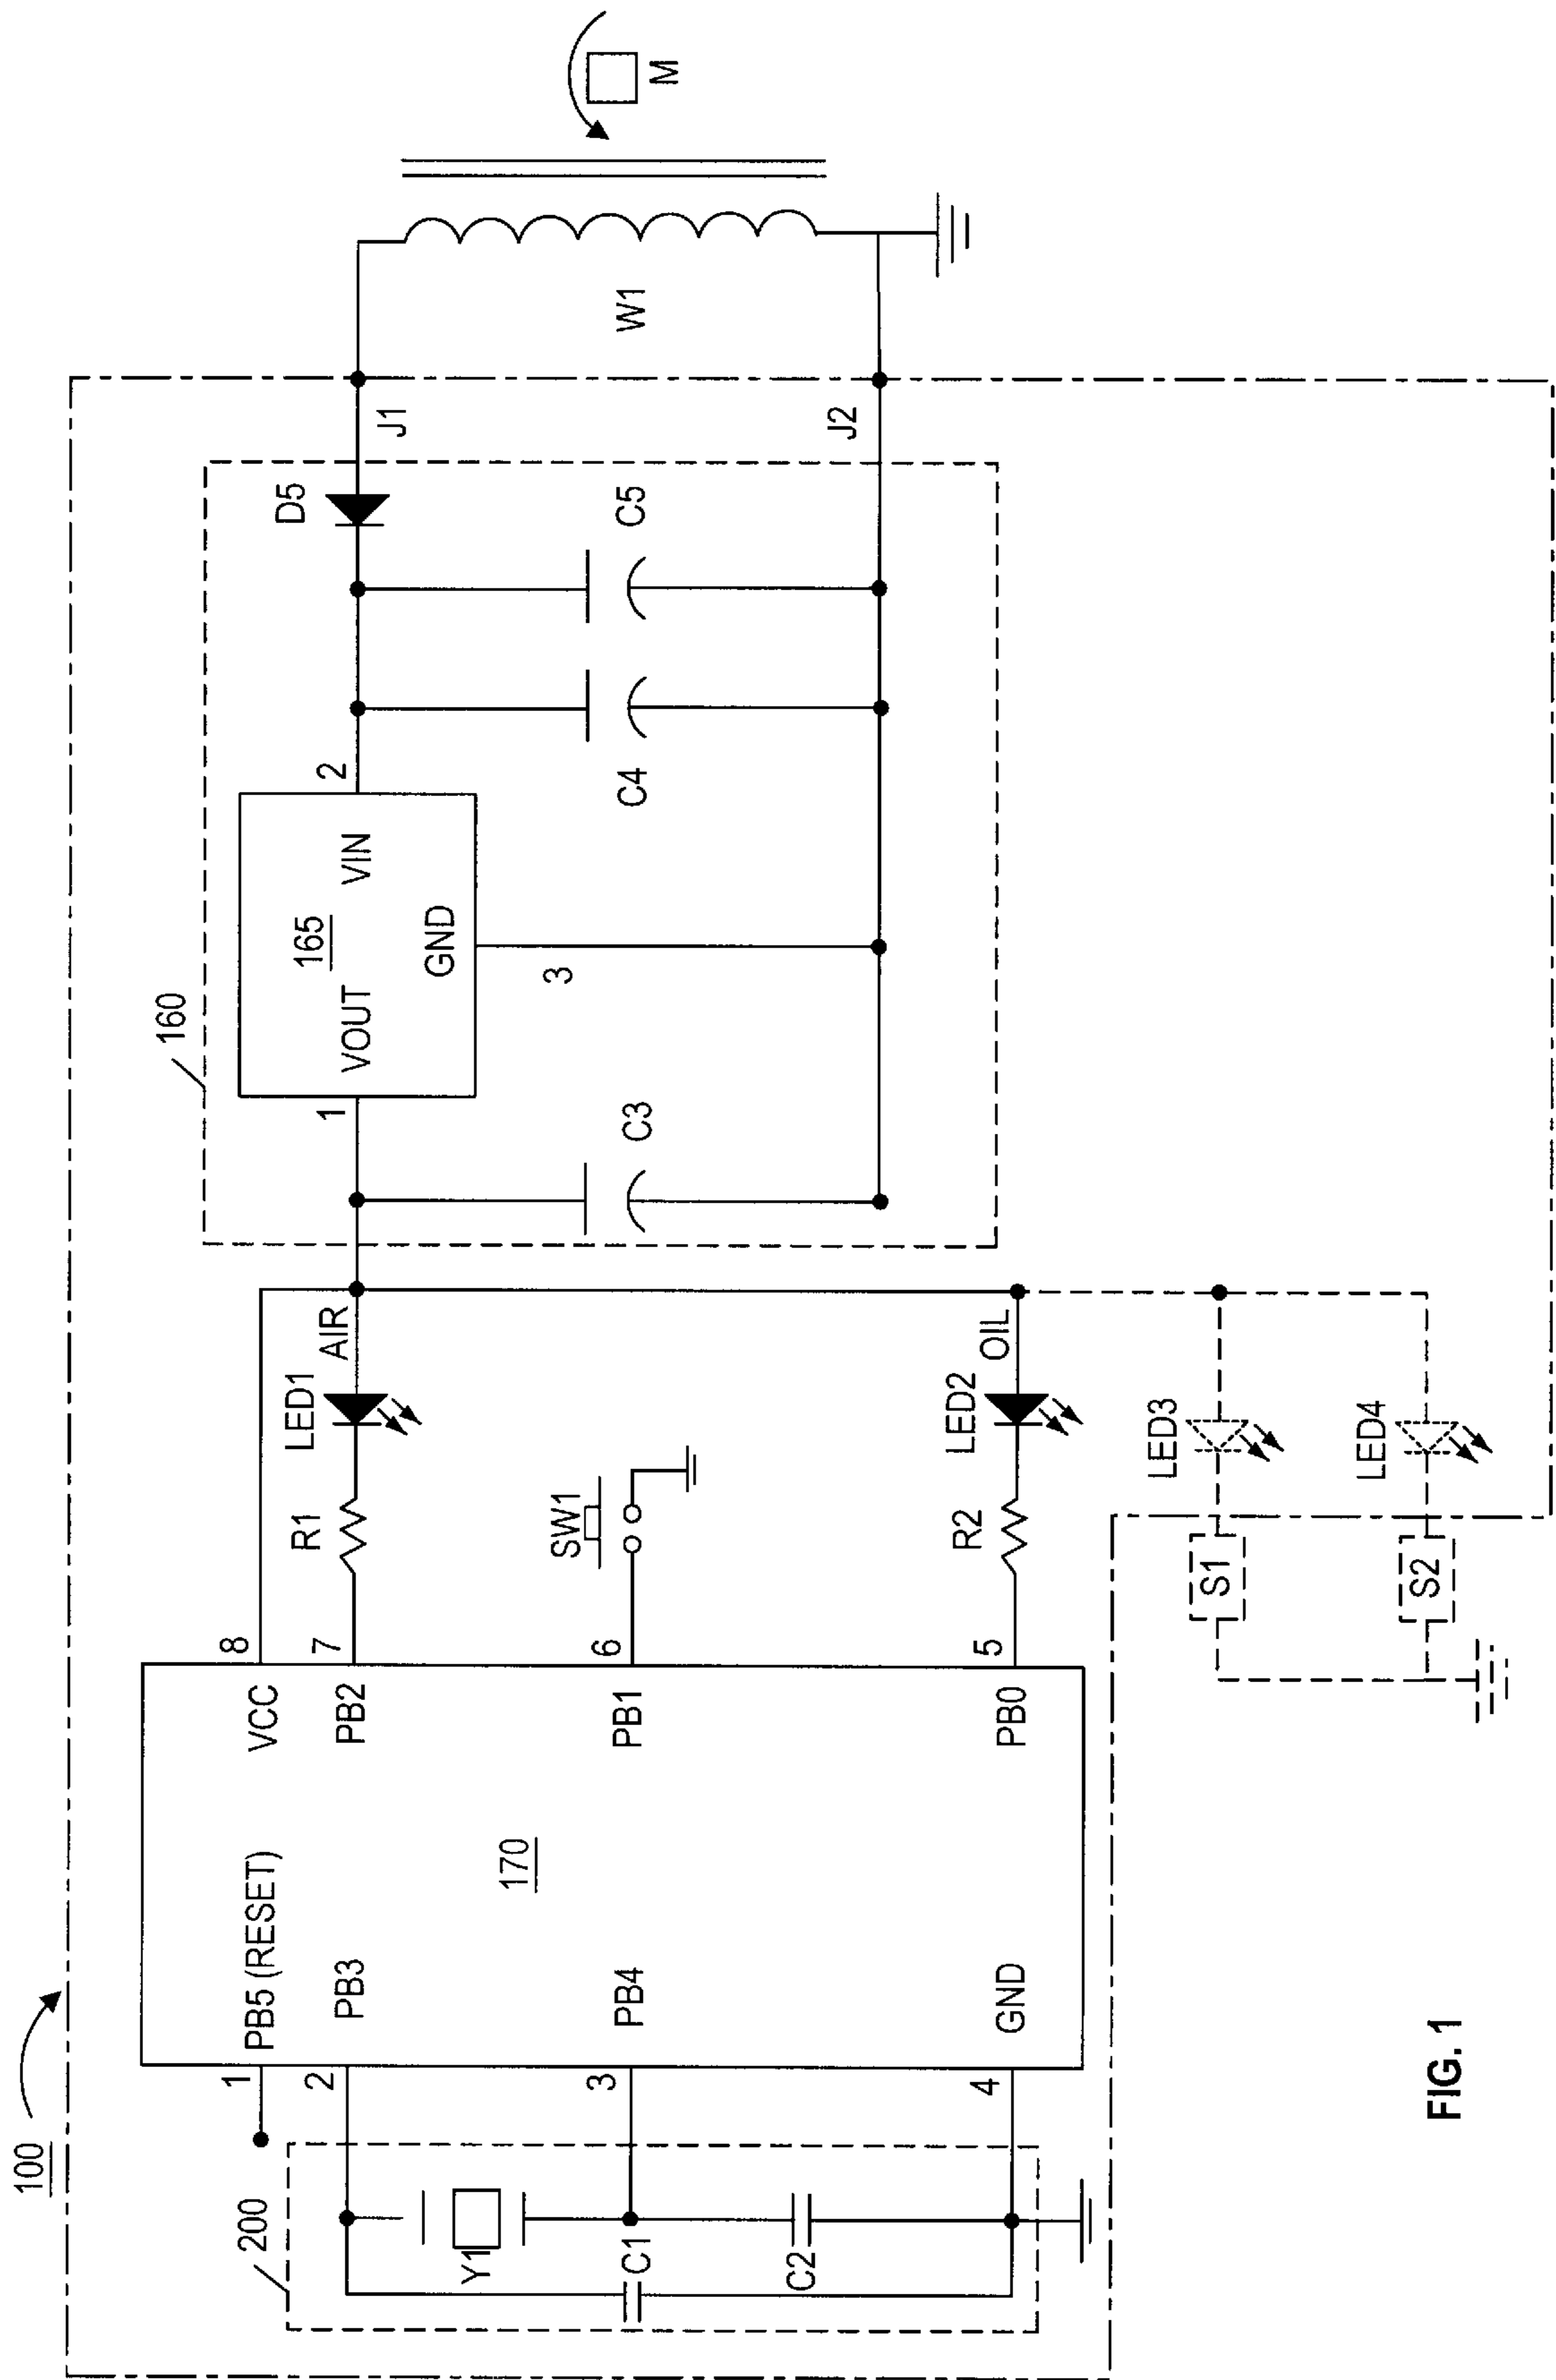 100
200
Y1
C1
C2
1
2
3
4
PB5 (RESET)
PB3
PB4
GND
170
VCC
PB2
PB1
PB0
8
7
6
5
R1
LED1
AIR
SW1
R2
LED2
OIL
S1
LED3
S2
LED4
160
1
VOUT
165
VIN
GND
2
3
C3
C4
C5
D5
J1
J2
W1
M
FIG. 1